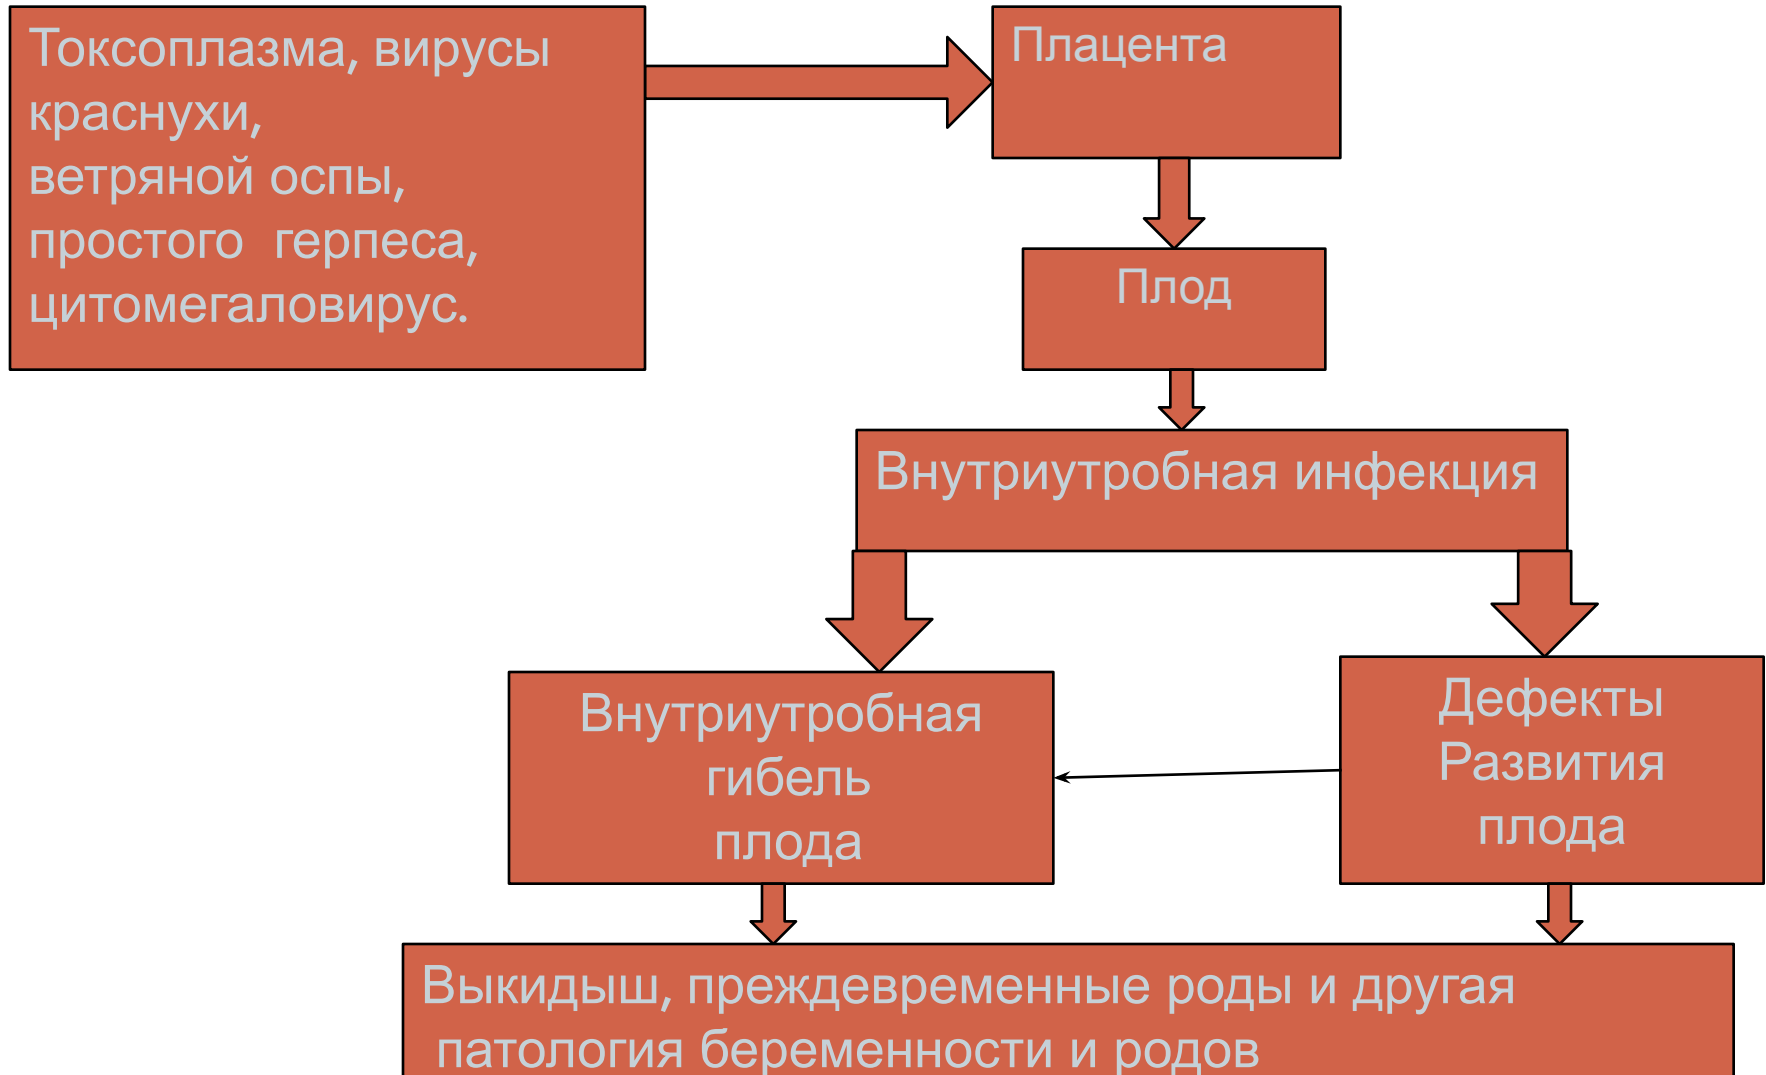 Токсоплазма, вирусы
краснухи,
ветряной оспы,
простого герпеса,
цитомегаловирус.
Плацента
Плод
Внутриутробная инфекция
Внутриутробная
гибель
плода
Дефекты
Развития
плода
Выкидыш, преждевременные роды и другая
патология беременности и родов